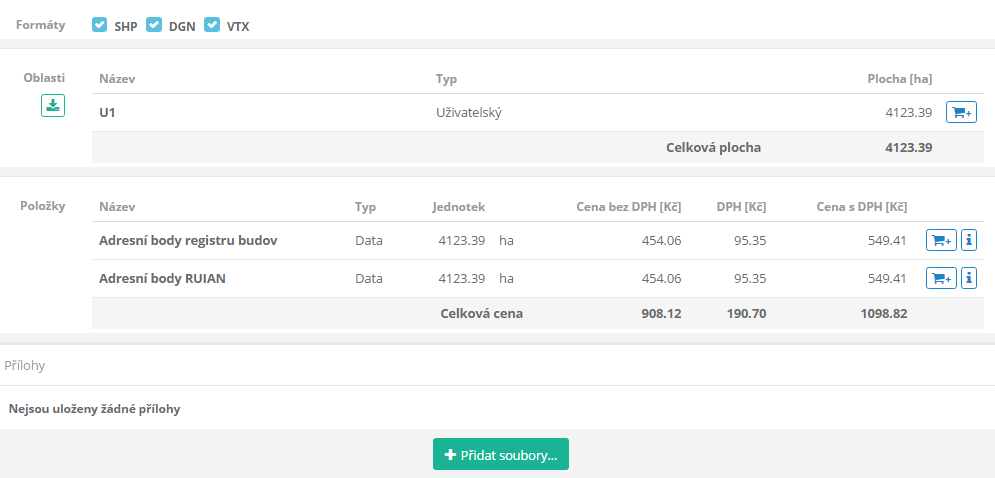 Formáty SHP DGN VTX
Oblasti Název Typ Plocha [ha]
U1 Uživatelský 4123.39
Celková plocha 4123.39
Položky Název Typ Jednotek Cena bez DPH [Kč] DPH [Kč] Cena s DPH [Kč]
Adresní body registru budov Data 4123.39 ha 454.06 95.35 549.41
Adresní body RUIAN Data 4123.39 ha 454.06 95.35 549.41
Celková cena 908.12 190.70 1098.82
Přílohy
Nejsou uloženy žádné přílohy
Přidat soubory...